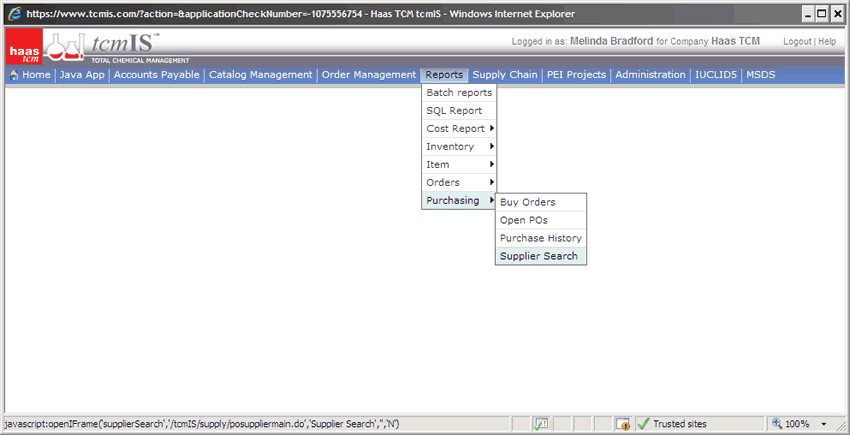 https://www.tcmis.com/?action=&applicationCheckNumber=-1075556754 - Haas TCM tcmIS - Windows Internet Explorer
haas tcm
tcmIS™
TOTAL CHEMICAL MANAGEMENT
Logged in as: Melinda Bradford for Company Haas TCM
Logout | Help
Home | Java App | Accounts Payable | Catalog Management | Order Management | Reports | Supply Chain | PEI Projects | Administration | IUCLID5 | MSDS
Batch reports
SQL Report
Cost Report
Inventory
Item
Orders
Purchasing
Buy Orders
Open POs
Purchase History
Supplier Search
javascript:openIFrame('supplierSearch','/tcmIS/supply/posuppliermain.do','Supplier Search','','N')
Trusted sites
100%